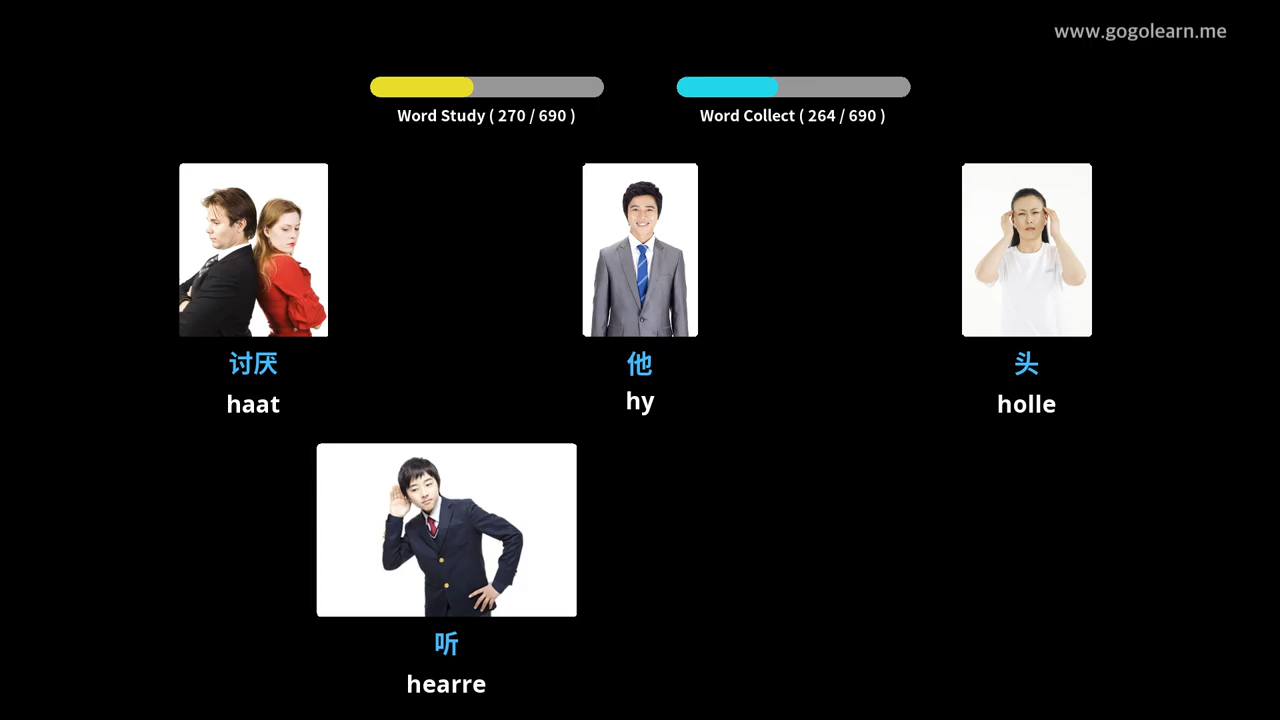 www.gogolearn.me
Word Study ( 270 / 690 )
Word Collect ( 264 / 690 )
讨厌
haat
他
hy
头
holle
听
hearre